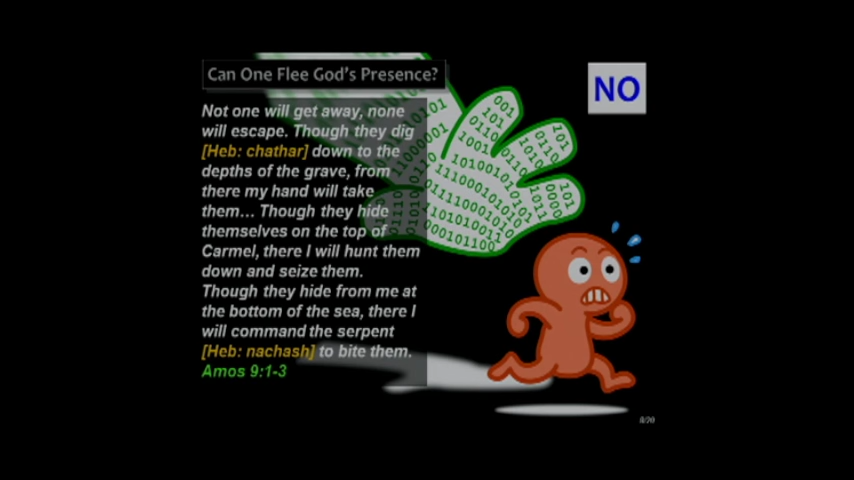 Can One Flee God's Presence?
NO
Not one will get away, none
will escape. Though they dig
[Heb: chathar] down to the
depths of the grave, from
there my hand will take
them... Though they hide
themselves on the top of
Carmel, there I will hunt them
down and seize them.
Though they hide from me at
the bottom of the sea, there I
will command the serpent
[Heb: nachash] to bite them.
Amos 9:1-3